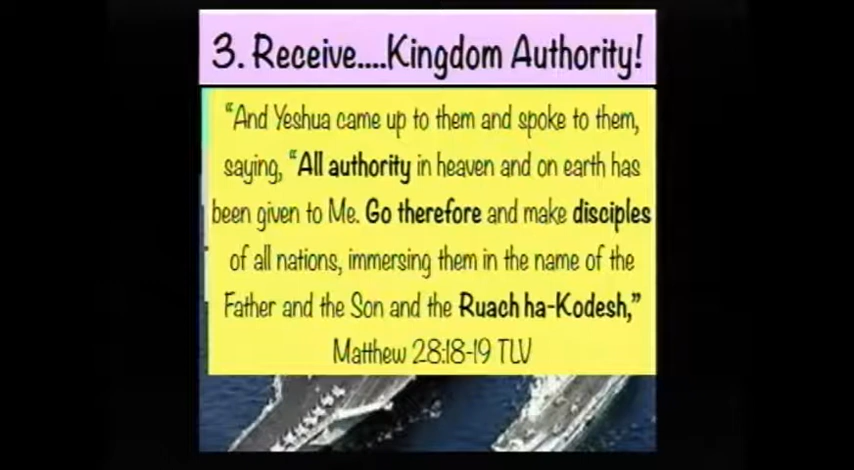 3. Receive....Kingdom Authority!
“And Yeshua came up to them and spoke to them,
saying, “All authority in heaven and on earth has
been given to Me. Go therefore and make disciples
of all nations, immersing them in the name of the
Father and the Son and the Ruach ha-Kodesh,”
Matthew 28:18-19 TLV